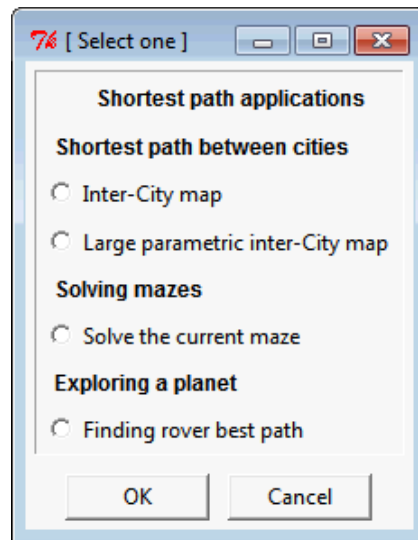 7k [ Select one ]
Shortest path applications
Shortest path between cities
Inter-City map
Large parametric inter-City map
Solving mazes
Solve the current maze
Exploring a planet
Finding rover best path
OK
Cancel